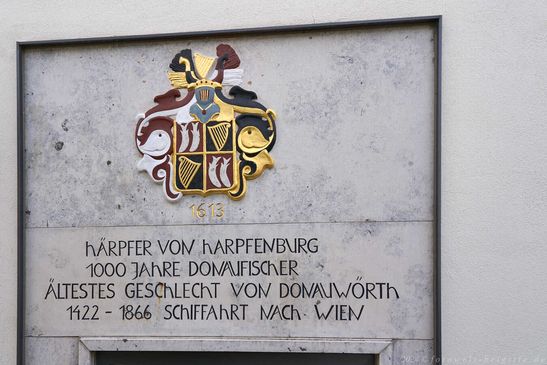 1613
HÄRPFER VON HARPFENBURG
1000 JAHRE DONAUFISCHER
ÄLTESTES GESCHLECHT VON DONAUWÖRTH
1422 - 1866 SCHIFFAHRT NACH WIEN